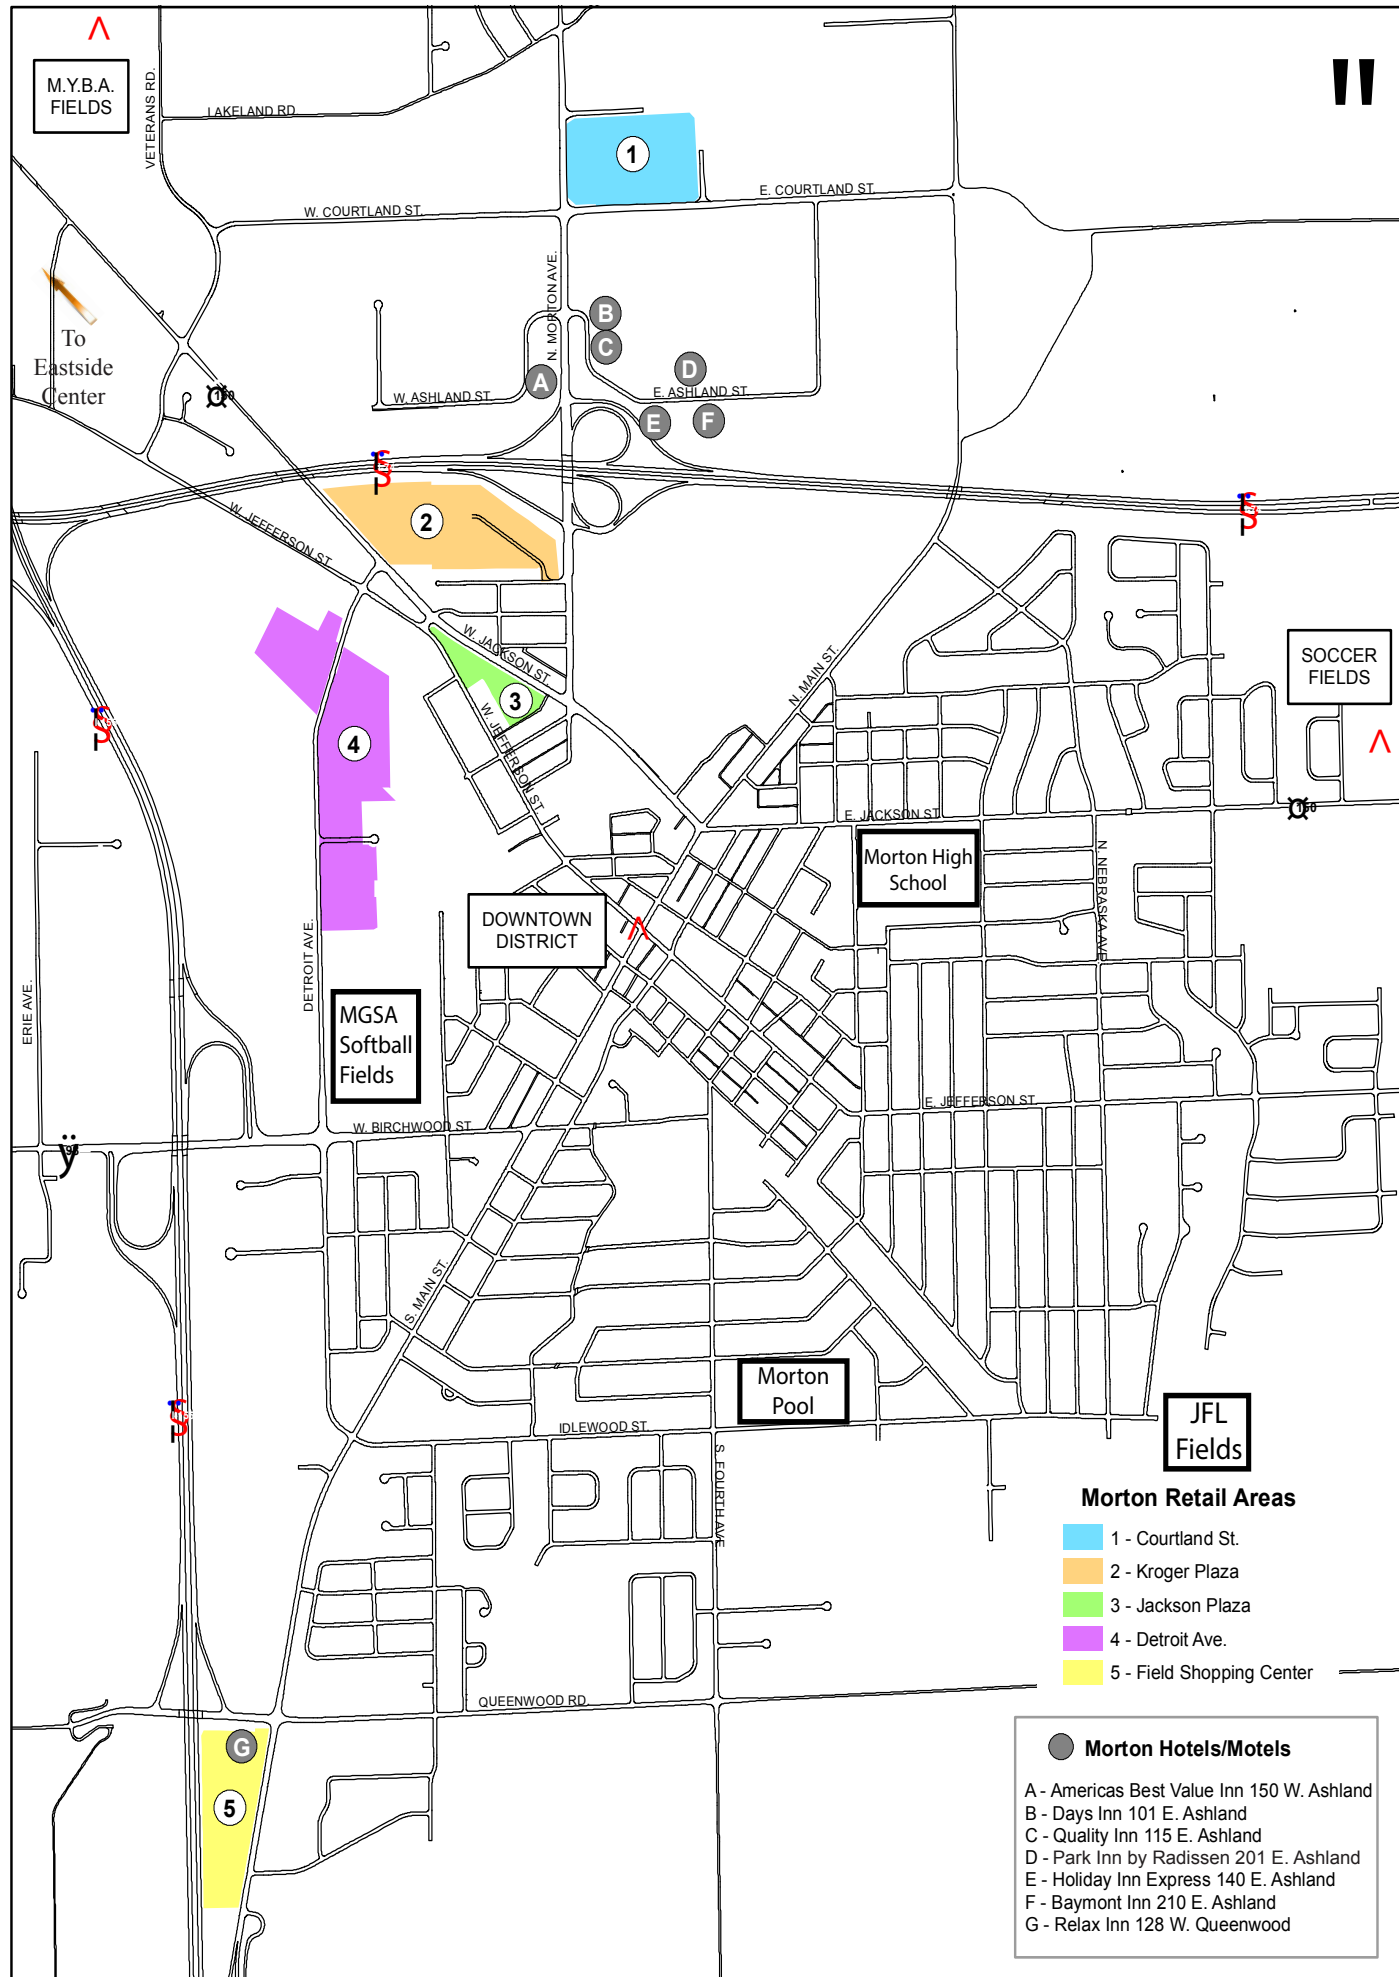 M.Y.B.A.
FIELDS
VETERANS RD.
LAKELAND RD
"
1
E. COURTLAND ST.
W. COURTLAND ST.
N. MORTON AVE.
To
Eastside
Center
B
C
D
A
W. ASHLAND ST.
E. ASHLAND ST.
E
F
150
W. JEFFERSON ST.
2
W. JACKSON ST.
3
W. JEFFERSON ST.
4
N. MAIN ST.
SOCCER
FIELDS
E. JACKSON ST.
150
Morton High
School
N. NEBRASKA AVE.
DOWNTOWN
DISTRICT
DETROIT AVE.
ERIE AVE.
MGSA
Softball
Fields
E. JEFFERSON ST.
W. BIRCHWOOD ST.
98
S. MAIN ST.
Morton
Pool
JFL
Fields
IDLEWOOD ST.
S. FOURTH AVE.
Morton Retail Areas
1 - Courtland St.
2 - Kroger Plaza
3 - Jackson Plaza
4 - Detroit Ave.
5 - Field Shopping Center
QUEENWOOD RD.
G
5
Morton Hotels/Motels
A - Americas Best Value Inn 150 W. Ashland
B - Days Inn 101 E. Ashland
C - Quality Inn 115 E. Ashland
D - Park Inn by Radissen 201 E. Ashland
E - Holiday Inn Express 140 E. Ashland
F - Baymont Inn 210 E. Ashland
G - Relax Inn 128 W. Queenwood